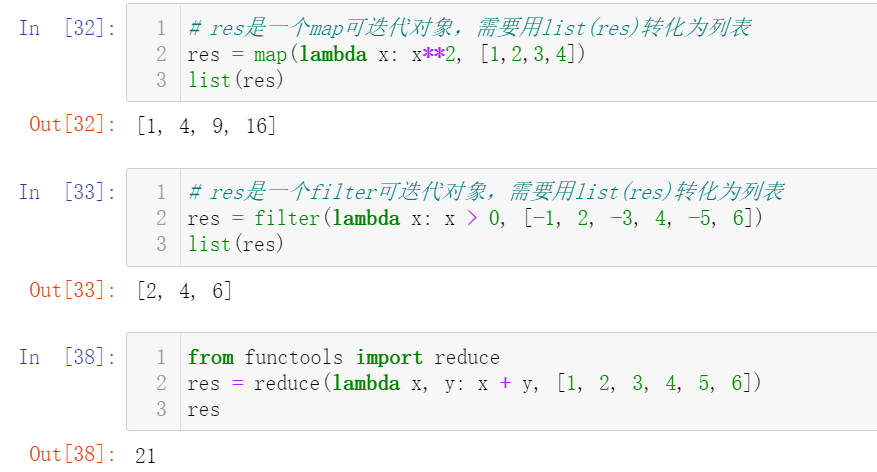 In [32]:
1 # res是一个map可迭代对象，需要用list(res)转化为列表
2 res = map(lambda x: x**2, [1,2,3,4])
3 list(res)
Out[32]: [1, 4, 9, 16]
In [33]:
1 # res是一个filter可迭代对象，需要用list(res)转化为列表
2 res = filter(lambda x: x > 0, [-1, 2, -3, 4, -5, 6])
3 list(res)
Out[33]: [2, 4, 6]
In [38]:
1 from functools import reduce
2 res = reduce(lambda x, y: x + y, [1, 2, 3, 4, 5, 6])
3 res
Out[38]: 21